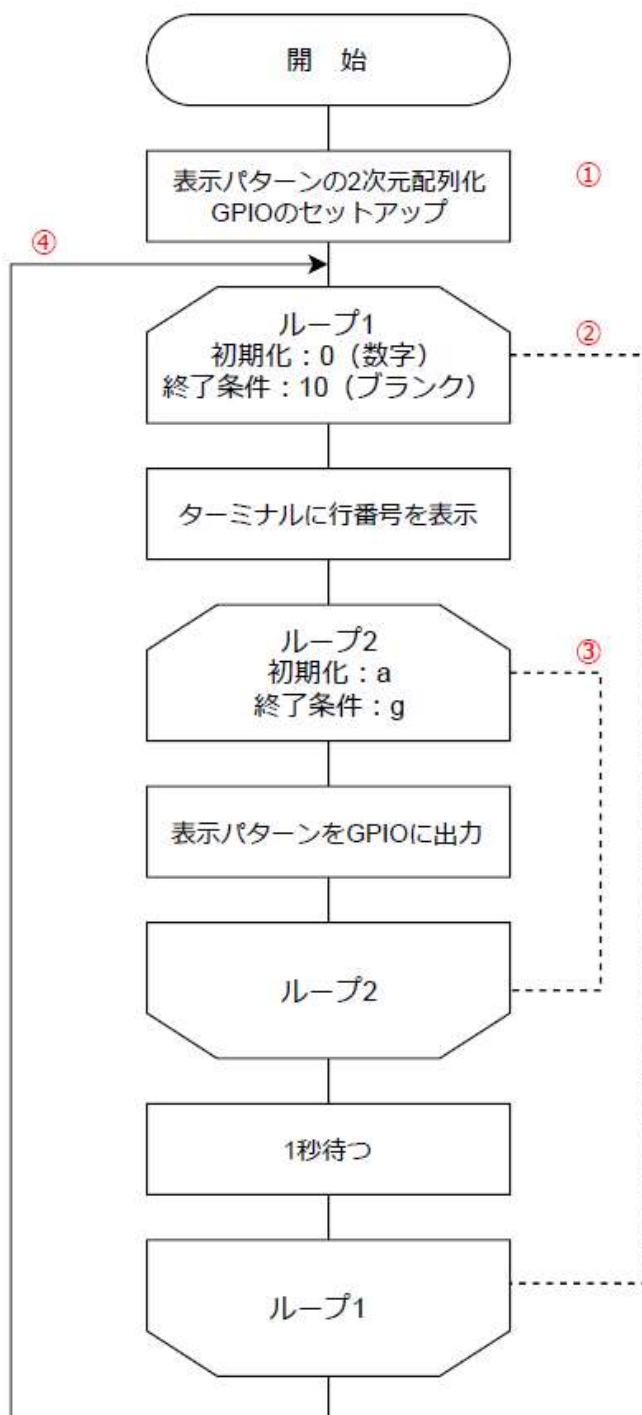 開　始
表示パターンの2次元配列化
GPIOのセットアップ
①
④
ループ1
初期化：0（数字）
終了条件：10（ブランク）
②
ターミナルに行番号を表示
ループ2
初期化：a
終了条件：g
③
表示パターンをGPIOに出力
ループ2
1秒待つ
ループ1